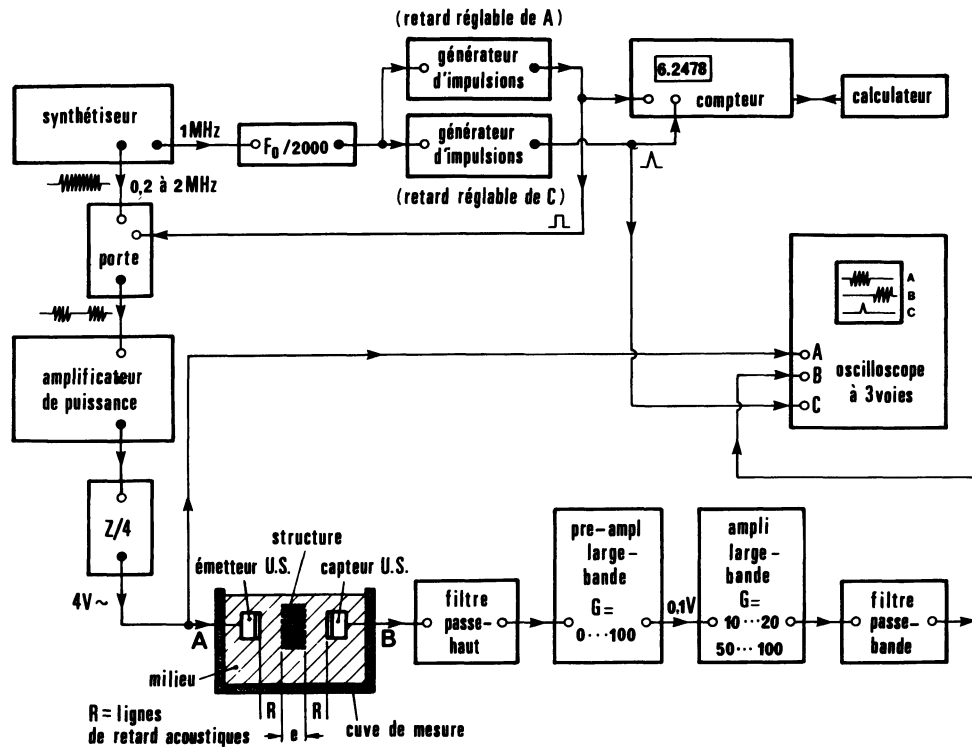 (retard réglable de A)
générateur
d'impulsions
6.2478
compteur
calculateur
synthétiseur
1MHz
F₀/2000
générateur
d'impulsions
(retard réglable de C)
0,2 à 2MHz
porte
A
B
C
A
B
C
oscilloscope
à 3 voies
amplificateur
de puissance
Z/4
4V~
structure
émetteur U.S.
capteur U.S.
A
B
milieu
R
e
R
cuve de mesure
R = lignes
de retard acoustiques
filtre
passe-
haut
pre-ampl
large-
bande
G =
0···100
0,1V
ampli
large-
bande
G=
10···20
50···100
filtre
passe-
bande